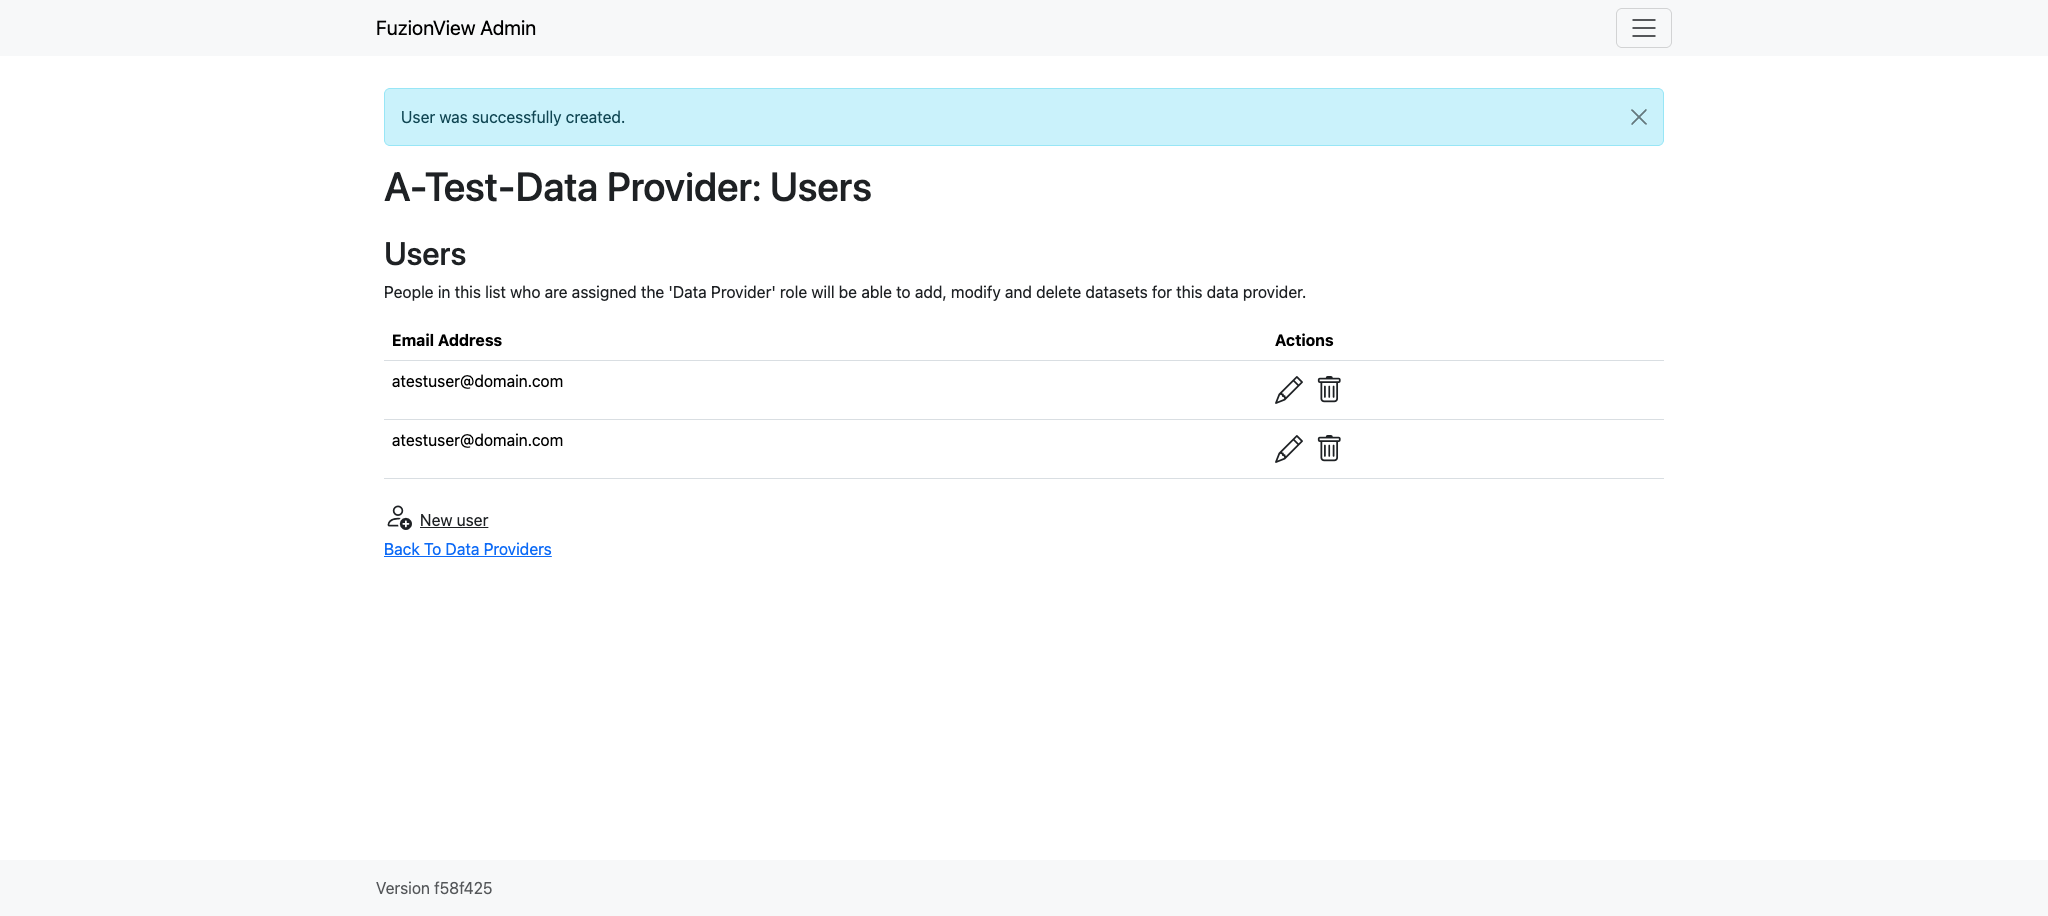 FuzionView Admin
User was successfully created.
A-Test-Data Provider: Users
Users
People in this list who are assigned the 'Data Provider' role will be able to add, modify and delete datasets for this data provider.
Email Address Actions
atestuser@domain.com
atestuser@domain.com
New user
Back To Data Providers
Version f58f425